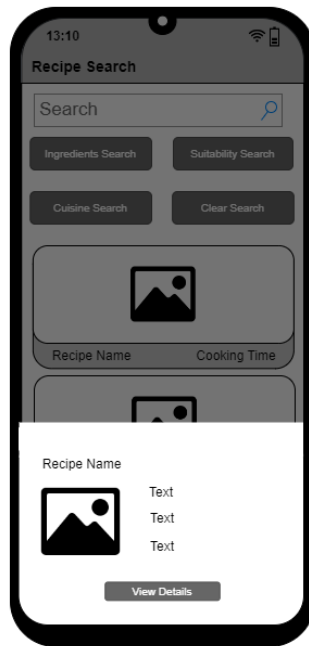 13:10
Recipe Search
Search
Ingredients Search
Suitability Search
Cuisine Search
Clear Search
Recipe Name
Cooking Time
Recipe Name
Text
Text
Text
View Details